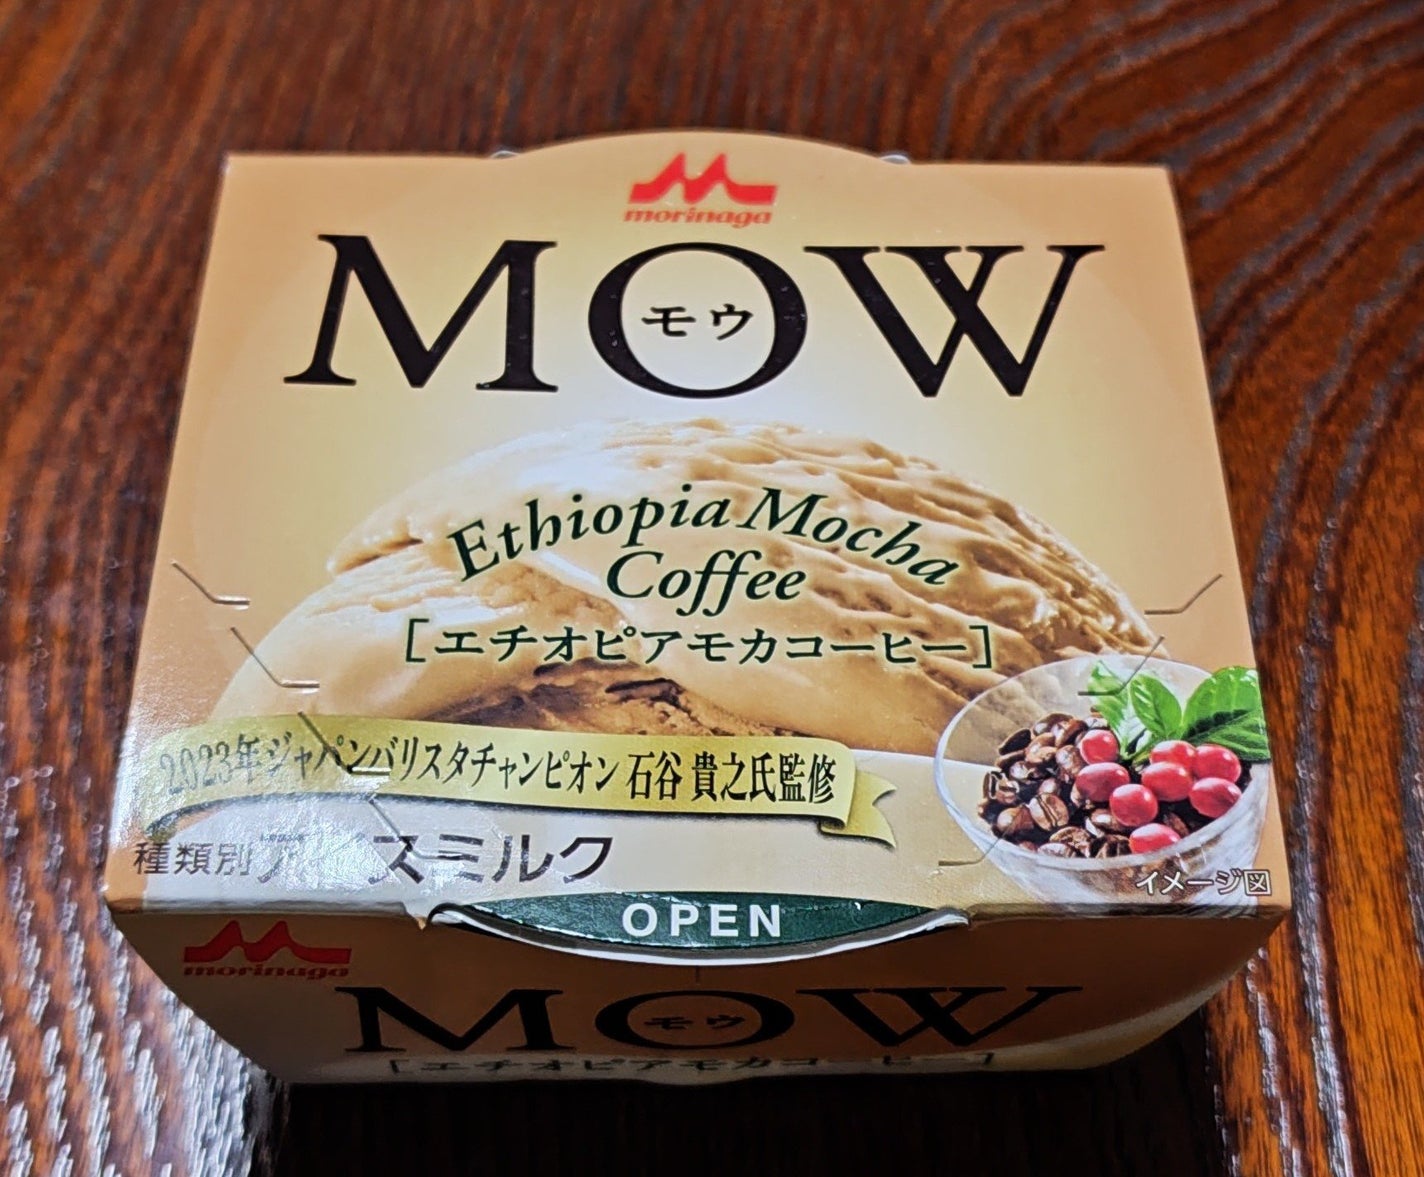 morinaga
MOW
モウ
Ethiopia Mocha
Coffee
[エチオピアモカコーヒー]
2023年ジャパンバリスタチャンピオン 石谷 貴之氏監修
種類別 アイスミルク
イメージ図
OPEN
morinaga
MOW
モウ
[エチオピアモカコーヒー]